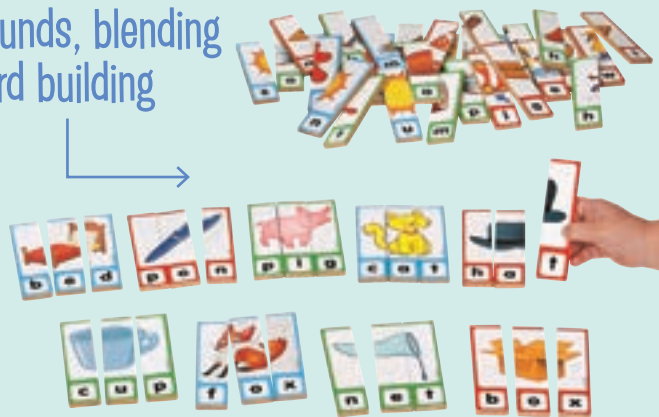 unds, blending
rd building
b e d
p e n
p i g
c a t
h a t
c u p
f o x
n e t
b o x